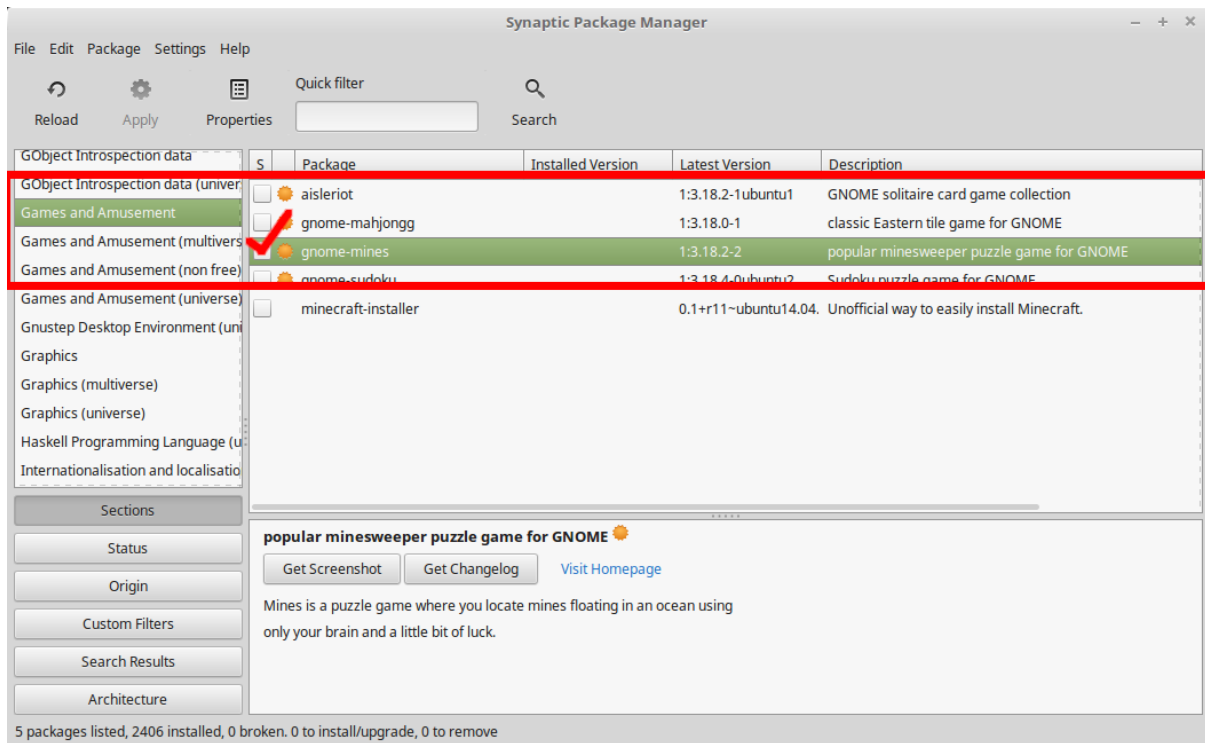 Synaptic Package Manager
File Edit Package Settings Help
Quick filter
Reload Apply Properties Search
GObject Introspection data
GObject Introspection data (univer
Games and Amusement
Games and Amusement (multivers
Games and Amusement (non free)
Games and Amusement (universe)
Gnustep Desktop Environment (uni
Graphics
Graphics (multiverse)
Graphics (universe)
Haskell Programming Language (u
Internationalisation and localisatio
Sections
Status
Origin
Custom Filters
Search Results
Architecture
S Package Installed Version Latest Version Description
aisleriot 1:3.18.2-1ubuntu1 GNOME solitaire card game collection
gnome-mahjongg 1:3.18.0-1 classic Eastern tile game for GNOME
gnome-mines 1:3.18.2-2 popular minesweeper puzzle game for GNOME
gnome-sudoku 1:3.18.4-0ubuntu2 Sudoku puzzle game for GNOME
minecraft-installer 0.1+r11~ubuntu14.04. Unofficial way to easily install Minecraft.
popular minesweeper puzzle game for GNOME
Get Screenshot Get Changelog Visit Homepage
Mines is a puzzle game where you locate mines floating in an ocean using
only your brain and a little bit of luck.
5 packages listed, 2406 installed, 0 broken. 0 to install/upgrade, 0 to remove